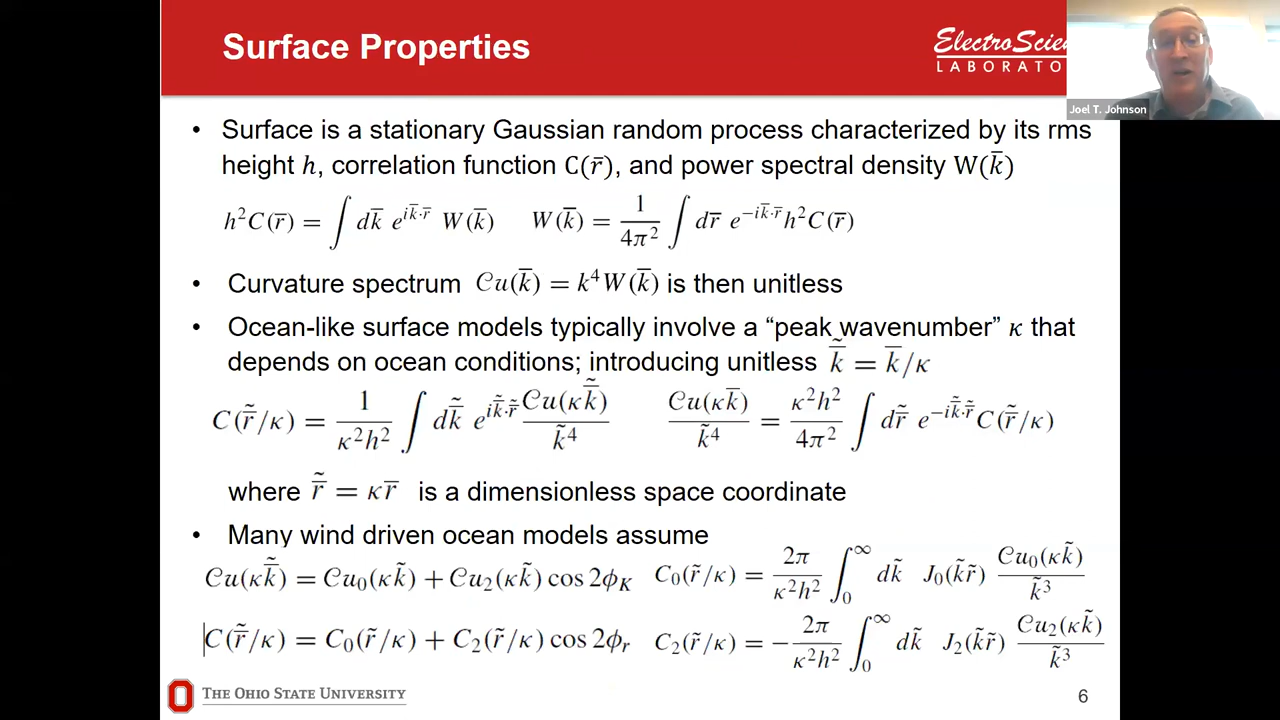 Surface Properties
ElectroScien
LABORATO
Joel T. Johnson
• Surface is a stationary Gaussian random process characterized by its rms
height h, correlation function C(r̅), and power spectral density W(k̅)
h²C(r̅) = ∫ dk̅ e^{ik̅·r̅} W(k̅)    W(k̅) = 1/4π² ∫ dr̅ e^{−ik̅·r̅} h²C(r̅)
• Curvature spectrum 𝒞u(k̅) = k⁴W(k̅) is then unitless
• Ocean-like surface models typically involve a “peak wavenumber” κ that
depends on ocean conditions; introducing unitless k̅̃ = k̅/κ
C(r̅̃/κ) = 1/κ²h² ∫ dk̅̃ e^{ik̅̃·r̅̃} 𝒞u(κk̅̃)/k̃⁴    𝒞u(κk̅)/k̃⁴ = κ²h²/4π² ∫ dr̅̃ e^{−ik̅̃·r̅̃} C(r̅̃/κ)
where r̅̃ = κr̅ is a dimensionless space coordinate
• Many wind driven ocean models assume
𝒞u(κk̅̃) = 𝒞u₀(κk̃) + 𝒞u₂(κk̃) cos 2ϕ_K    C₀(r̃/κ) = 2π/κ²h² ∫₀^∞ dk̃ J₀(k̃r̃) 𝒞u₀(κk̃)/k̃³
C(r̅̃/κ) = C₀(r̃/κ) + C₂(r̃/κ) cos 2ϕ_r    C₂(r̃/κ) = −2π/κ²h² ∫₀^∞ dk̃ J₂(k̃r̃) 𝒞u₂(κk̃)/k̃³
THE OHIO STATE UNIVERSITY
6